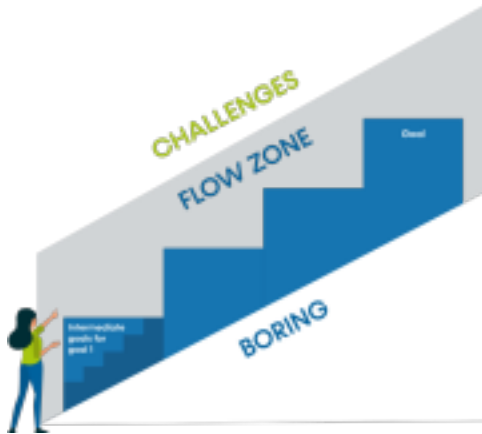 CHALLENGES
FLOW ZONE
Goal
Intermediate
goals for
goal 1
BORING